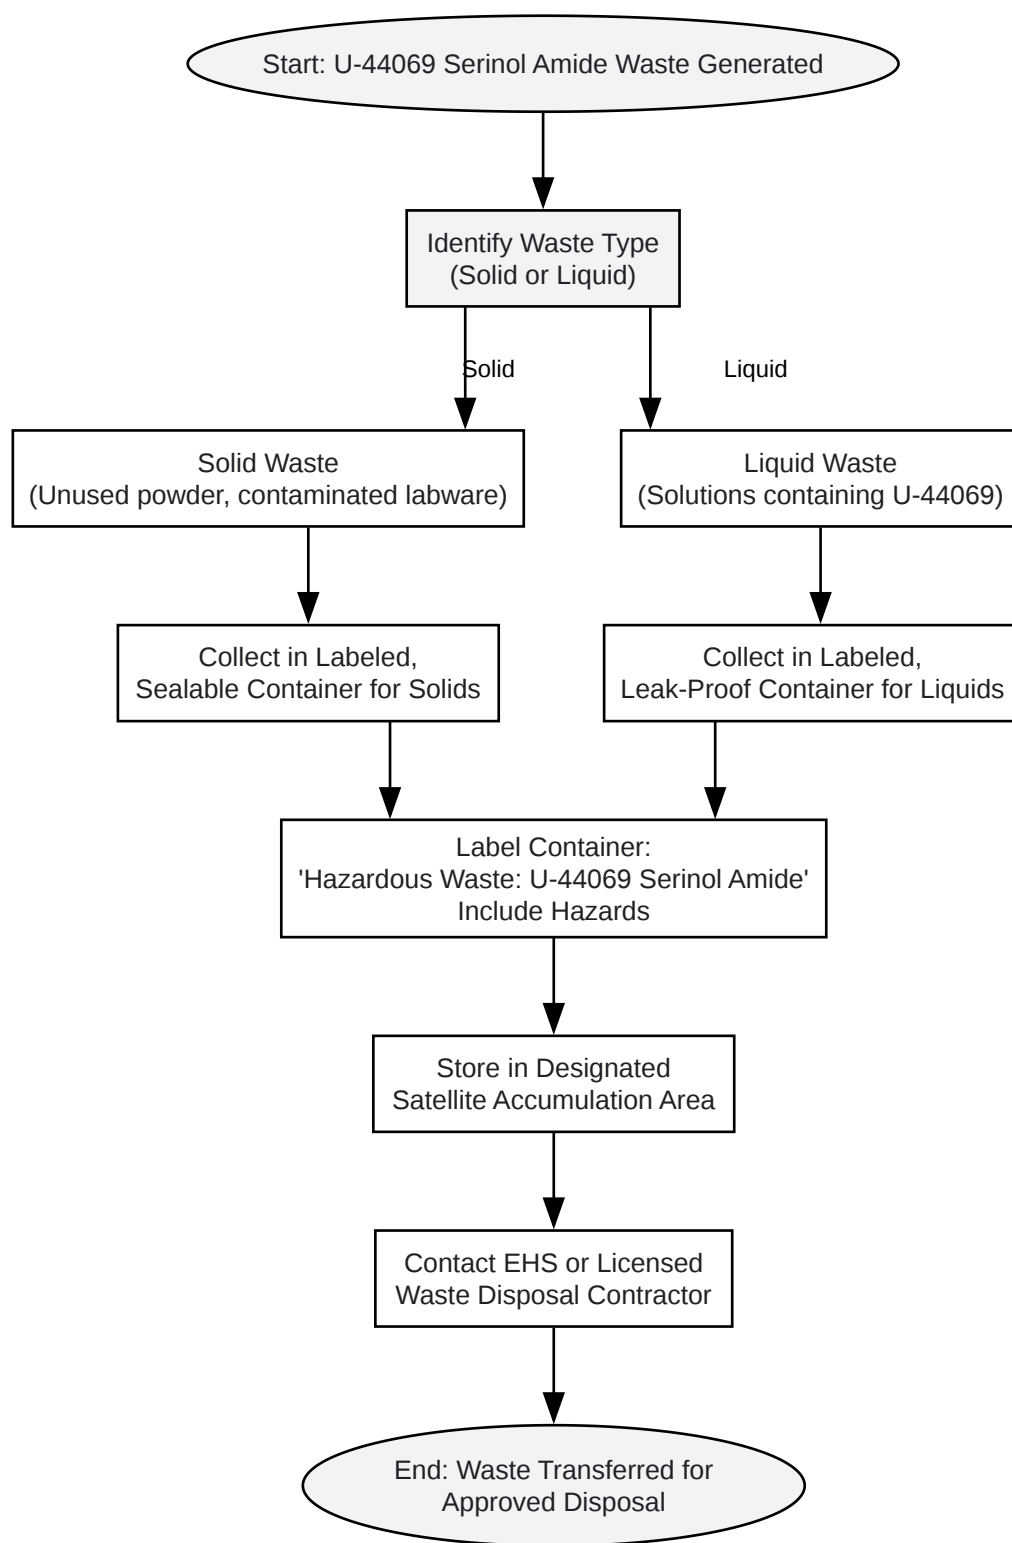 Start: U-44069 Serinol Amide Waste Generated
Identify Waste Type
(Solid or Liquid)
Solid
Liquid
Solid Waste
(Unused powder, contaminated labware)
Liquid Waste
(Solutions containing U-44069)
Collect in Labeled,
Sealable Container for Solids
Collect in Labeled,
Leak-Proof Container for Liquids
Label Container:
'Hazardous Waste: U-44069 Serinol Amide'
Include Hazards
Store in Designated
Satellite Accumulation Area
Contact EHS or Licensed
Waste Disposal Contractor
End: Waste Transferred for
Approved Disposal